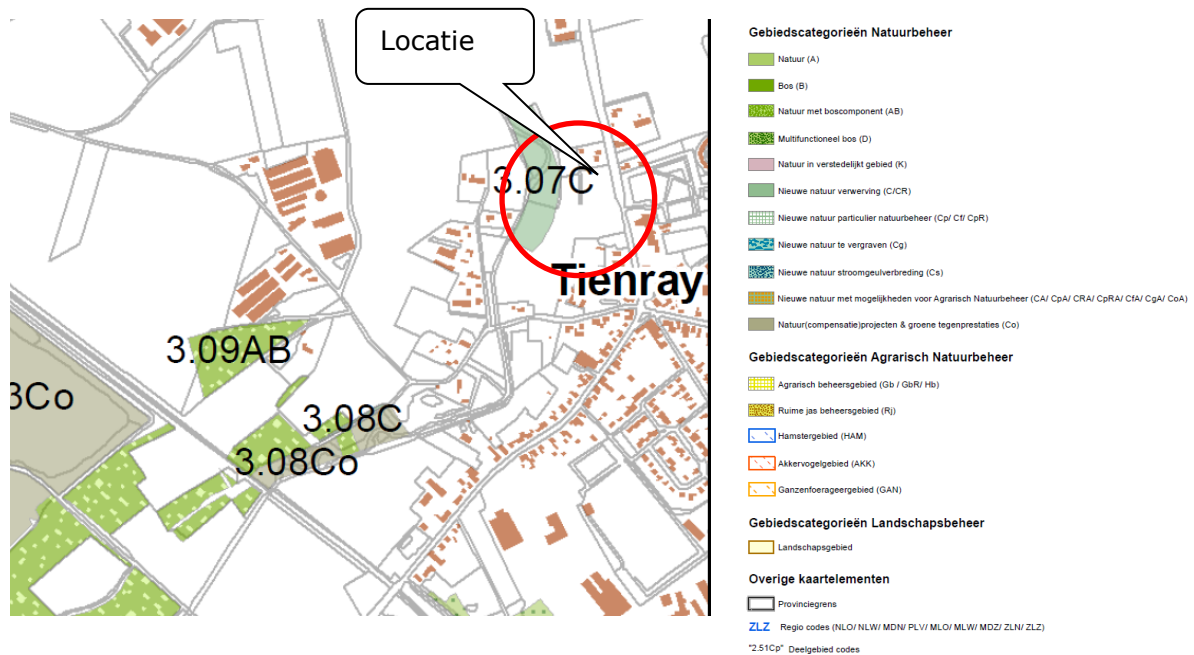 Locatie
3.07C
Tienray
3.09AB
3Co
3.08C
3.08Co
Gebiedscategorieën Natuurbeheer
Natuur (A)
Bos (B)
Natuur met boscomponent (AB)
Multifunctioneel bos (D)
Natuur in verstedelijkt gebied (K)
Nieuwe natuur verwerving (C/CR)
Nieuwe natuur particulier natuurbeheer (Cp/ Cf/ CpR)
Nieuwe natuur te vergraven (Cg)
Nieuwe natuur stroomgeulverbreding (Cs)
Nieuwe natuur met mogelijkheden voor Agrarisch Natuurbeheer (CA/ CpA/ CRA/ CpRA/ CfA/ CgA/ CoA)
Natuur(compensatie)projecten & groene tegenprestaties (Co)
Gebiedscategorieën Agrarisch Natuurbeheer
Agrarisch beheersgebied (Gb / GbR/ Hb)
Ruime jas beheersgebied (Rj)
Hamstergebied (HAM)
Akkervogelgebied (AKK)
Ganzenfoerageergebied (GAN)
Gebiedscategorieën Landschapsbeheer
Landschapsgebied
Overige kaartelementen
Provinciegrens
ZLZ Regio codes (NLO/ NLW/ MDN/ PLV/ MLO/ MLW/ MDZ/ ZLN/ ZLZ)
"2.51Cp" Deelgebied codes